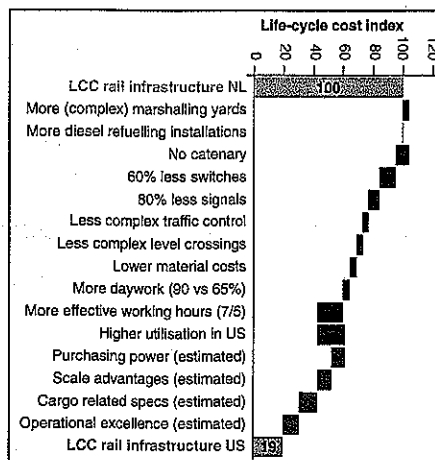 Life-cycle cost index
0 20 40 60 80 100 120
LCC rail infrastructure NL 100
More (complex) marshalling yards
More diesel refuelling installations
No catenary
60% less switches
80% less signals
Less complex traffic control
Less complex level crossings
Lower material costs
More daywork (90 vs 65%)
More effective working hours (7/5)
Higher utilisation in US
Purchasing power (estimated)
Scale advantages (estimated)
Cargo related specs (estimated)
Operational excellence (estimated)
LCC rail infrastructure US 19